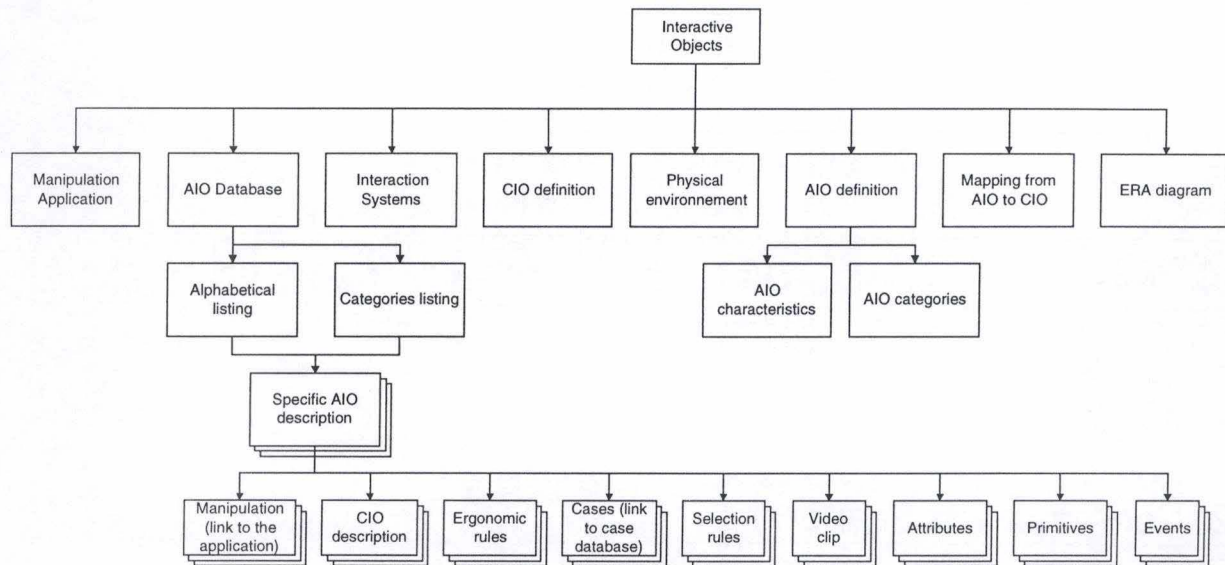 Interactive
Objects
Manipulation
Application
AIO Database
Interaction
Systems
CIO definition
Physical
environnement
AIO definition
Mapping from
AIO to CIO
ERA diagram
Alphabetical
listing
Categories listing
AIO
characteristics
AIO categories
Specific AIO
description
Manipulation
(link to the
application)
CIO
description
Ergonomic
rules
Cases (link
to case
database)
Selection
rules
Video
clip
Attributes
Primitives
Events